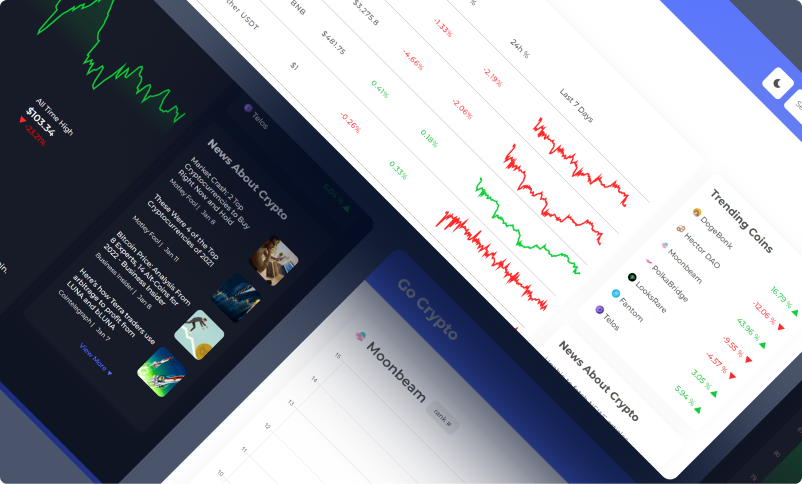 All Time High
$103.34
-23.21%
Telos
News About Crypto
Market Crash: 2 Top
Cryptocurrencies to Buy
Right Now and Hold
Motley Fool | Jan 8
These Were 4 of the Top
Cryptocurrencies of 2021
Motley Fool | Jan 11
Bitcoin Price: Analysis From
8 Experts, 14 Alt-Coins for
2022 - Business Insider
Business Insider | Jan 8
Here's how Terra traders use
arbitrage to profit from
LUNA and bLUNA
Cointelegraph | Jan 7
View More
ther USDT
BNB
$3,275.8
$481.75
$1
24h %
Last 7 Days
-1.33%
-2.19%
-4.66%
-2.06%
0.41%
0.18%
-0.26%
0.33%
Trending Coins
DogeBonk
16.79 %
Hector DAO
-12.06 %
Moonbeam
43.96 %
PolkaBridge
-9.55 %
LooksRare
-4.57 %
Fantom
3.05 %
Telos
5.94 %
News About Crypto
Go Crypto
Moonbeam
rank #
15
14
13
12
11
10
80